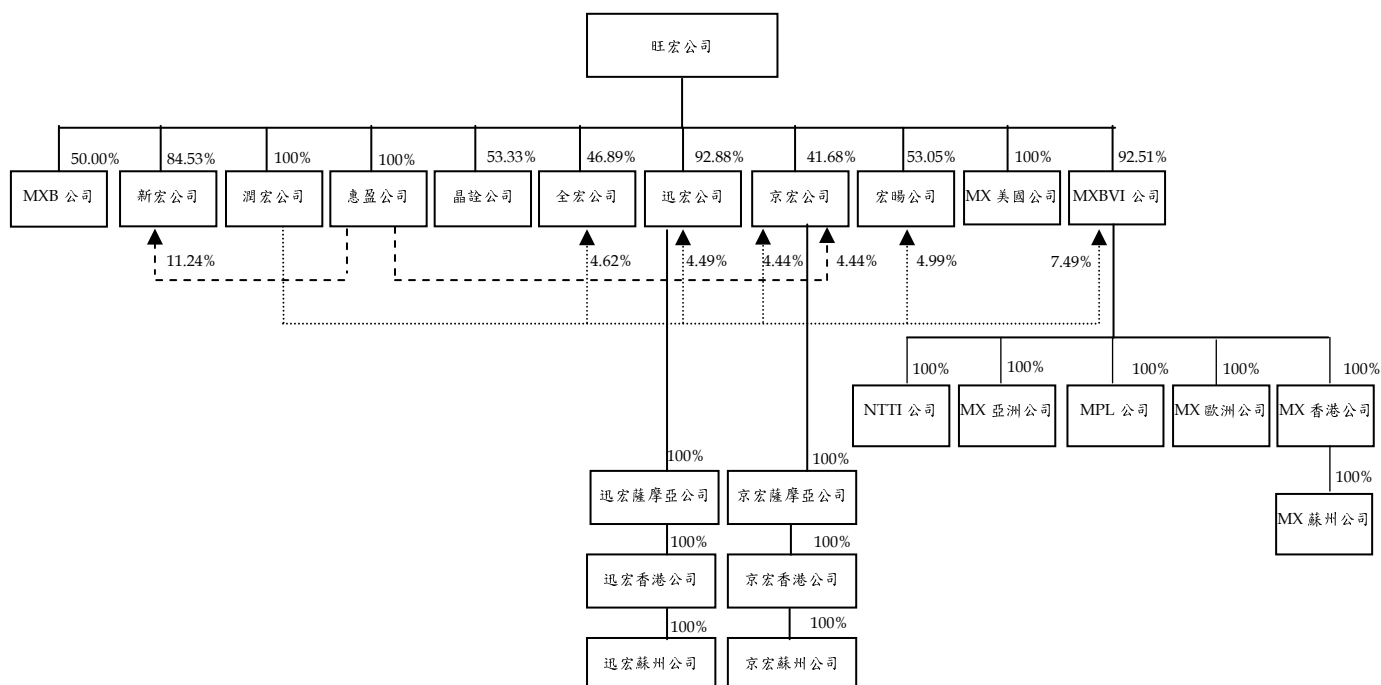 旺宏公司
50.00%
84.53%
100%
100%
53.33%
46.89%
92.88%
41.68%
53.05%
100%
92.51%
MXB 公司
新宏公司
潤宏公司
惠盈公司
晶詮公司
全宏公司
迅宏公司
京宏公司
宏暘公司
MX 美國公司
MXBVI 公司
11.24%
4.62%
4.49%
4.44%
4.44%
4.99%
7.49%
100%
100%
100%
100%
100%
NTTI 公司
MX 亞洲公司
MPL 公司
MX 歐洲公司
MX 香港公司
100%
100%
100%
迅宏薩摩亞公司
京宏薩摩亞公司
MX 蘇州公司
100%
100%
迅宏香港公司
京宏香港公司
100%
100%
迅宏蘇州公司
京宏蘇州公司